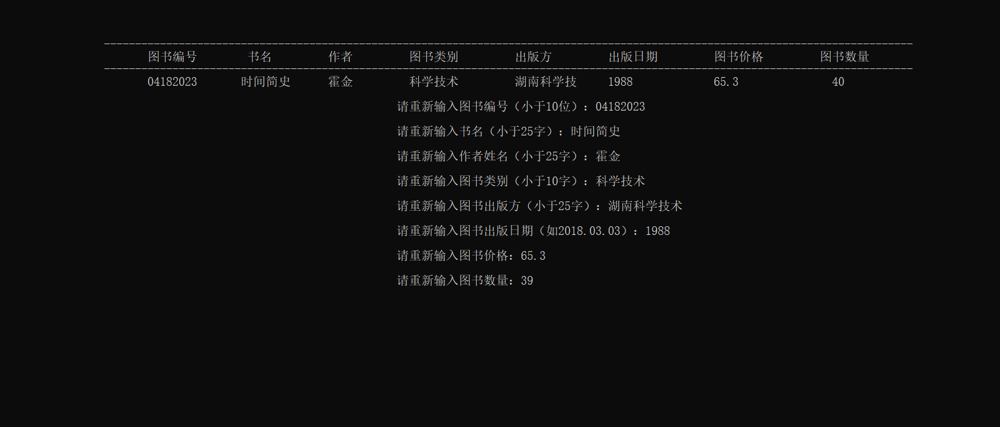 图书编号 书名 作者 图书类别 出版方 出版日期 图书价格 图书数量
04182023 时间简史 霍金 科学技术 湖南科学技 1988 65.3 40
请重新输入图书编号（小于10位）：04182023
请重新输入书名（小于25字）：时间简史
请重新输入作者姓名（小于25字）：霍金
请重新输入图书类别（小于10字）：科学技术
请重新输入图书出版方（小于25字）：湖南科学技术
请重新输入图书出版日期（如2018.03.03）：1988
请重新输入图书价格：65.3
请重新输入图书数量：39